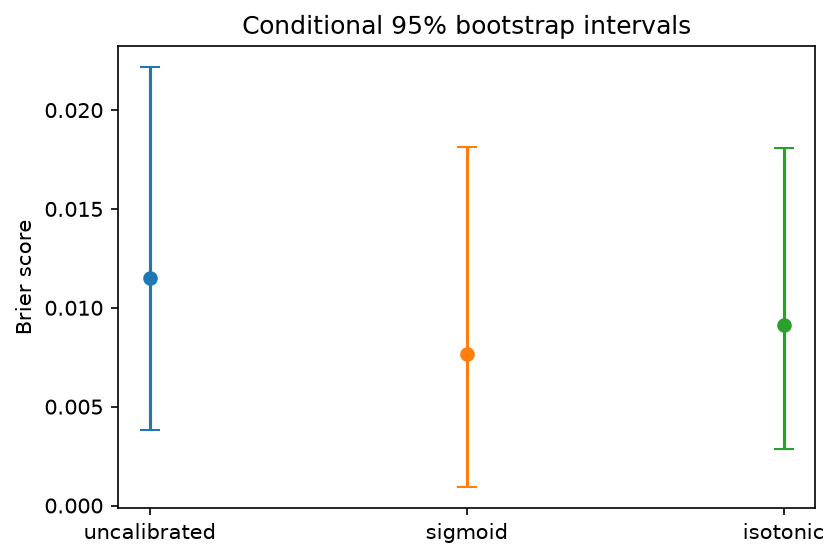 Conditional 95% bootstrap intervals
Brier score
0.020
0.015
0.010
0.005
0.000
uncalibrated
sigmoid
isotonic